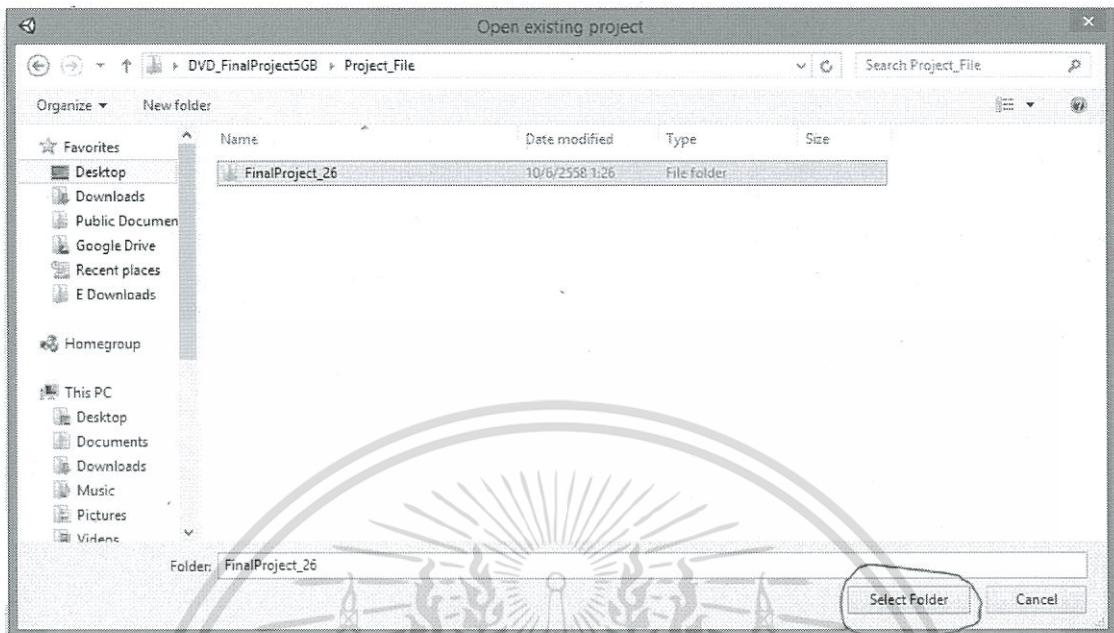 Open existing project
DVD_FinalProject5GB ▸ Project_File
Search Project_File
Organize
New folder
Name
Date modified
Type
Size
Favorites
Desktop
Downloads
Public Documen
Google Drive
Recent places
E Downloads
Homegroup
This PC
Desktop
Documents
Downloads
Music
Pictures
Videos
FinalProject_26 10/6/2558 1:26 File folder
Folder: FinalProject_26
Select Folder
Cancel